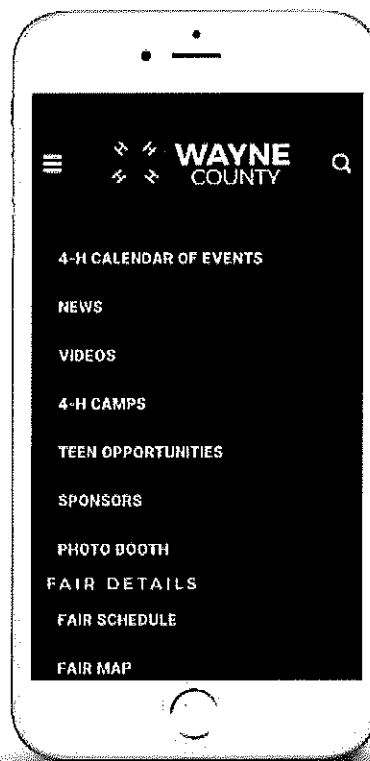 H H
H H
WAYNE
COUNTY
4-H CALENDAR OF EVENTS
NEWS
VIDEOS
4-H CAMPS
TEEN OPPORTUNITIES
SPONSORS
PHOTO BOOTH
FAIR DETAILS
FAIR SCHEDULE
FAIR MAP